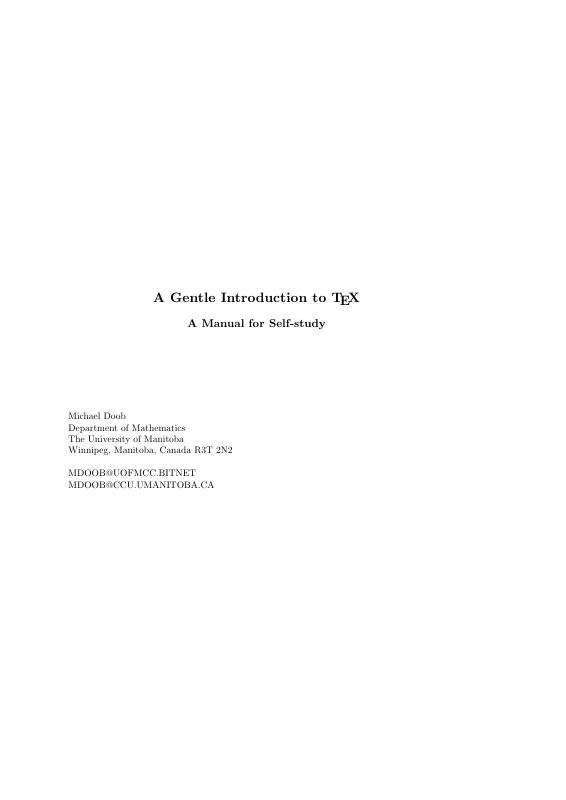 A Gentle Introduction to TEX
A Manual for Self-study
Michael Doob
Department of Mathematics
The University of Manitoba
Winnipeg, Manitoba, Canada R3T 2N2
MDOOB@UOFMCC.BITNET
MDOOB@CCU.UMANITOBA.CA